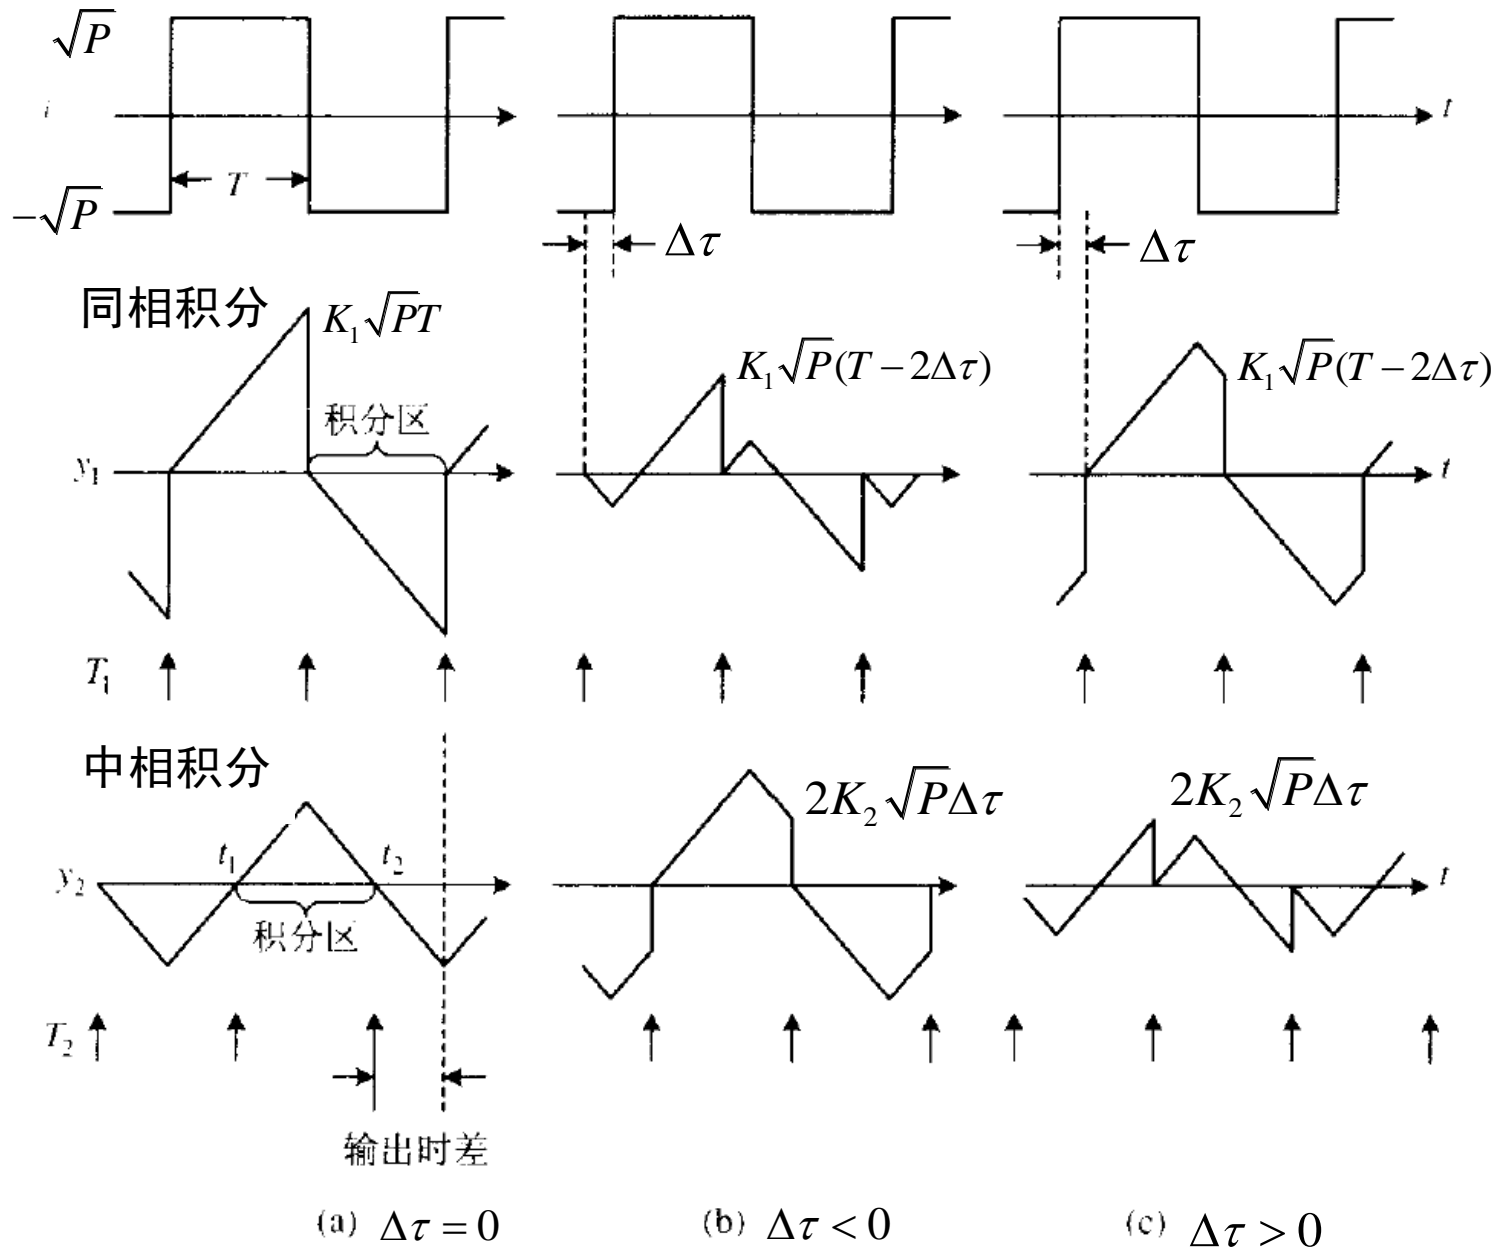 √P
t
T
-√P
Δτ
Δτ
同相积分
K₁√PT
K₁√P(T-2Δτ)
K₁√P(T-2Δτ)
积分区
y₁
t
T₁
中相积分
2K₂√PΔτ
2K₂√PΔτ
t₁
t₂
y₂
t
积分区
T₂
输出时差
(a) Δτ=0
(b) Δτ<0
(c) Δτ>0